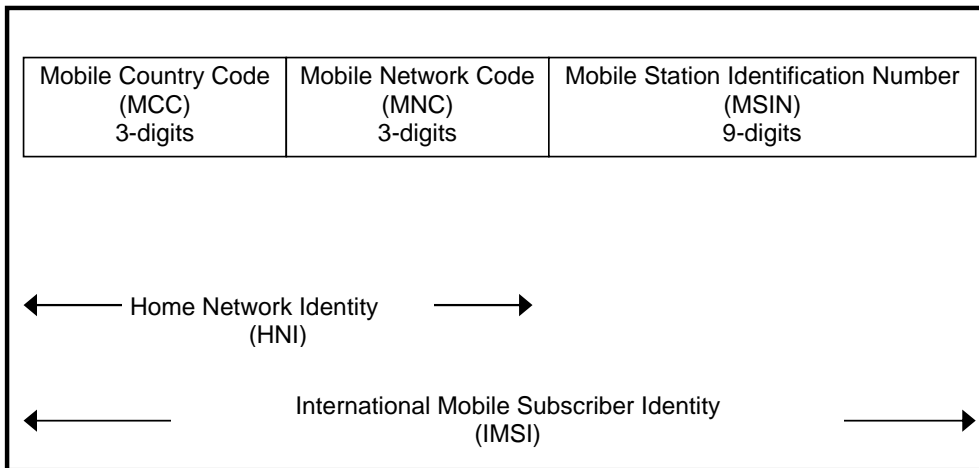 Mobile Country Code
(MCC)
3-digits
Mobile Network Code
(MNC)
3-digits
Mobile Station Identification Number
(MSIN)
9-digits
Home Network Identity
(HNI)
International Mobile Subscriber Identity
(IMSI)